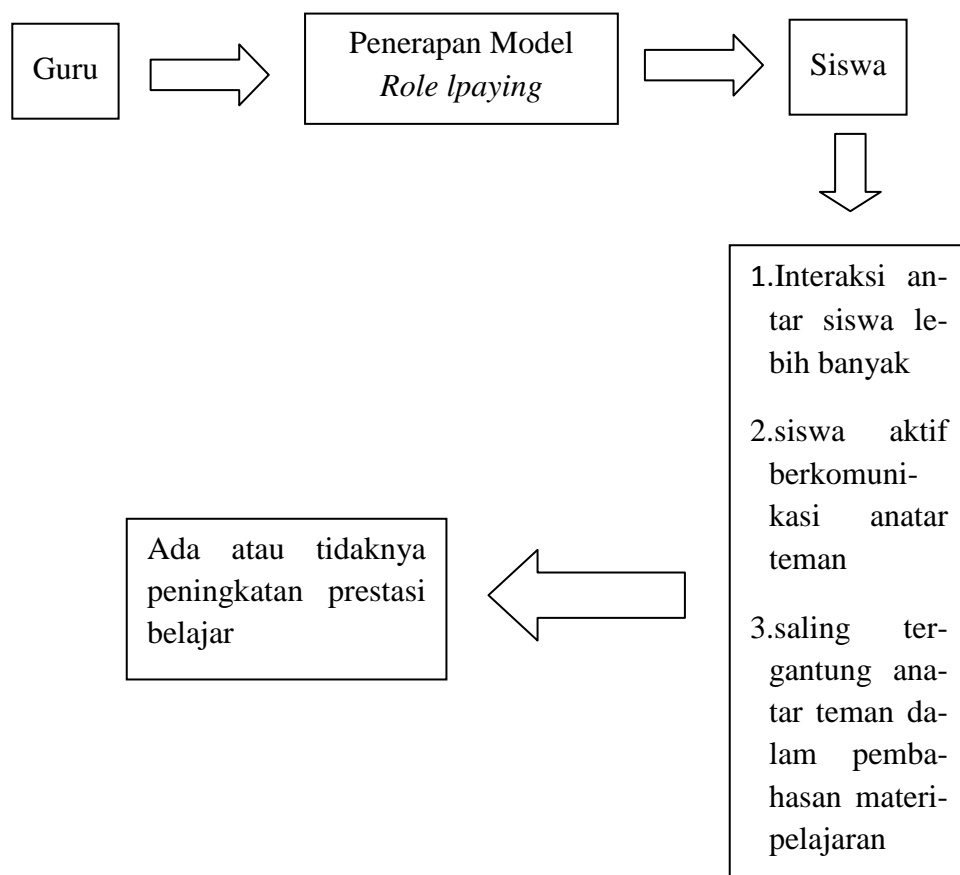 Guru
Penerapan Model
Role lpaying
Siswa
1.Interaksi an-
tar siswa le-
bih banyak
2.siswa aktif
berkomuni-
kasi anatar
teman
3.saling ter-
gantung ana-
tar teman da-
lam pemba-
hasan materi-
pelajaran
Ada atau tidaknya
peningkatan prestasi
belajar